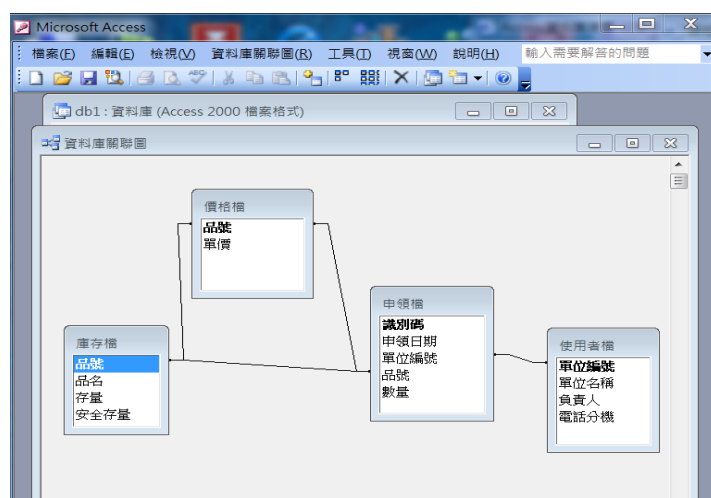 Microsoft Access
檔案(F) 編輯(E) 檢視(V) 資料庫關聯圖(R) 工具(T) 視窗(W) 說明(H) 輸入需要解答的問題
db1 : 資料庫 (Access 2000 檔案格式)
資料庫關聯圖
價格檔
品號
單價
申領檔
識別碼
申領日期
單位編號
品號
數量
庫存檔
品號
品名
存量
安全存量
使用者檔
單位編號
單位名稱
負責人
電話分機